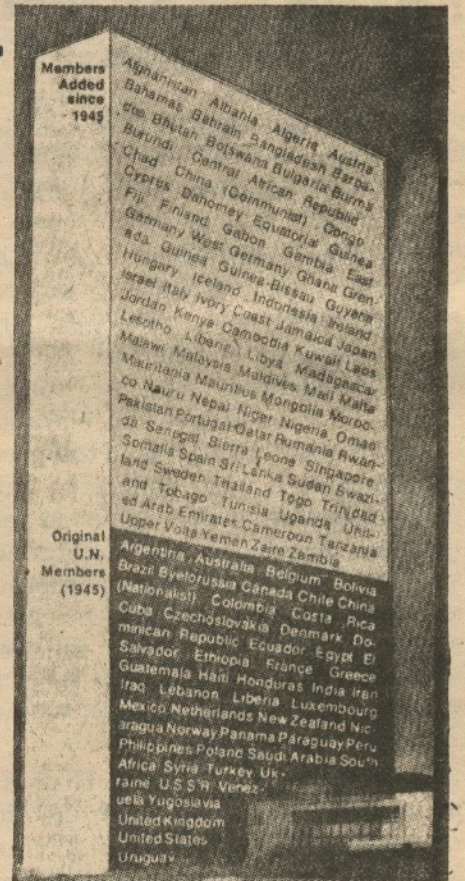 Members
Added
since
1945
Afghanistan Albania Algeria Austria
Bahamas Bahrain Bangladesh Barba-
dos Bhutan Botswana Bulgaria Burma
Burundi Central African Republic
Chad China (Communist) Congo
Cyprus Dahomey Equatorial Guinea
Fiji Finland Gabon Gambia East
Germany West Germany Ghana Gren-
ada Guinea Guinea-Bissau Guyana
Hungary Iceland Indonesia Ireland
Israel Italy Ivory Coast Jamaica Japan
Jordan Kenya Camoodia Kuwait Laos
Lesotho Liberia Libya Madagascar
Malawi Malaysia Maldives Mali Malta
Mauritania Mauritius Mongolia Moroc-
co Nauru Nepal Niger Nigeria Oman
Pakistan Portugal Qatar Rumania Rwan-
da Senegal Sierra Leone Singapore
Somalia Spain Sri Lanka Sudan Swazi-
land Sweden Thailand Togo Trinidad
and Tobago Tunisia Uganda Unit-
ed Arab Emirates Cameroon Tanzania
Upper Volta Yemen Zaire Zambia
Original
U.N.
Members
(1945)
Argentina Australia Belgium Bolivia
Brazil Byelorussia Canada Chile China
(Nationalist) Colombia Costa Rica
Cuba Czechoslovakia Denmark Do-
minican Republic Ecuador Egypt El
Salvador Ethiopia France Greece
Guatemala Haiti Honduras India Iran
Iraq Lebanon Liberia Luxembourg
Mexico Netherlands New Zealand Nic-
aragua Norway Panama Paraguay Peru
Philippines Poland Saudi Arabia South
Africa Syria Turkey Uk-
raine U.S.S.R. Venez-
uela Yugoslavia
United Kingdom
United States
Uruguay